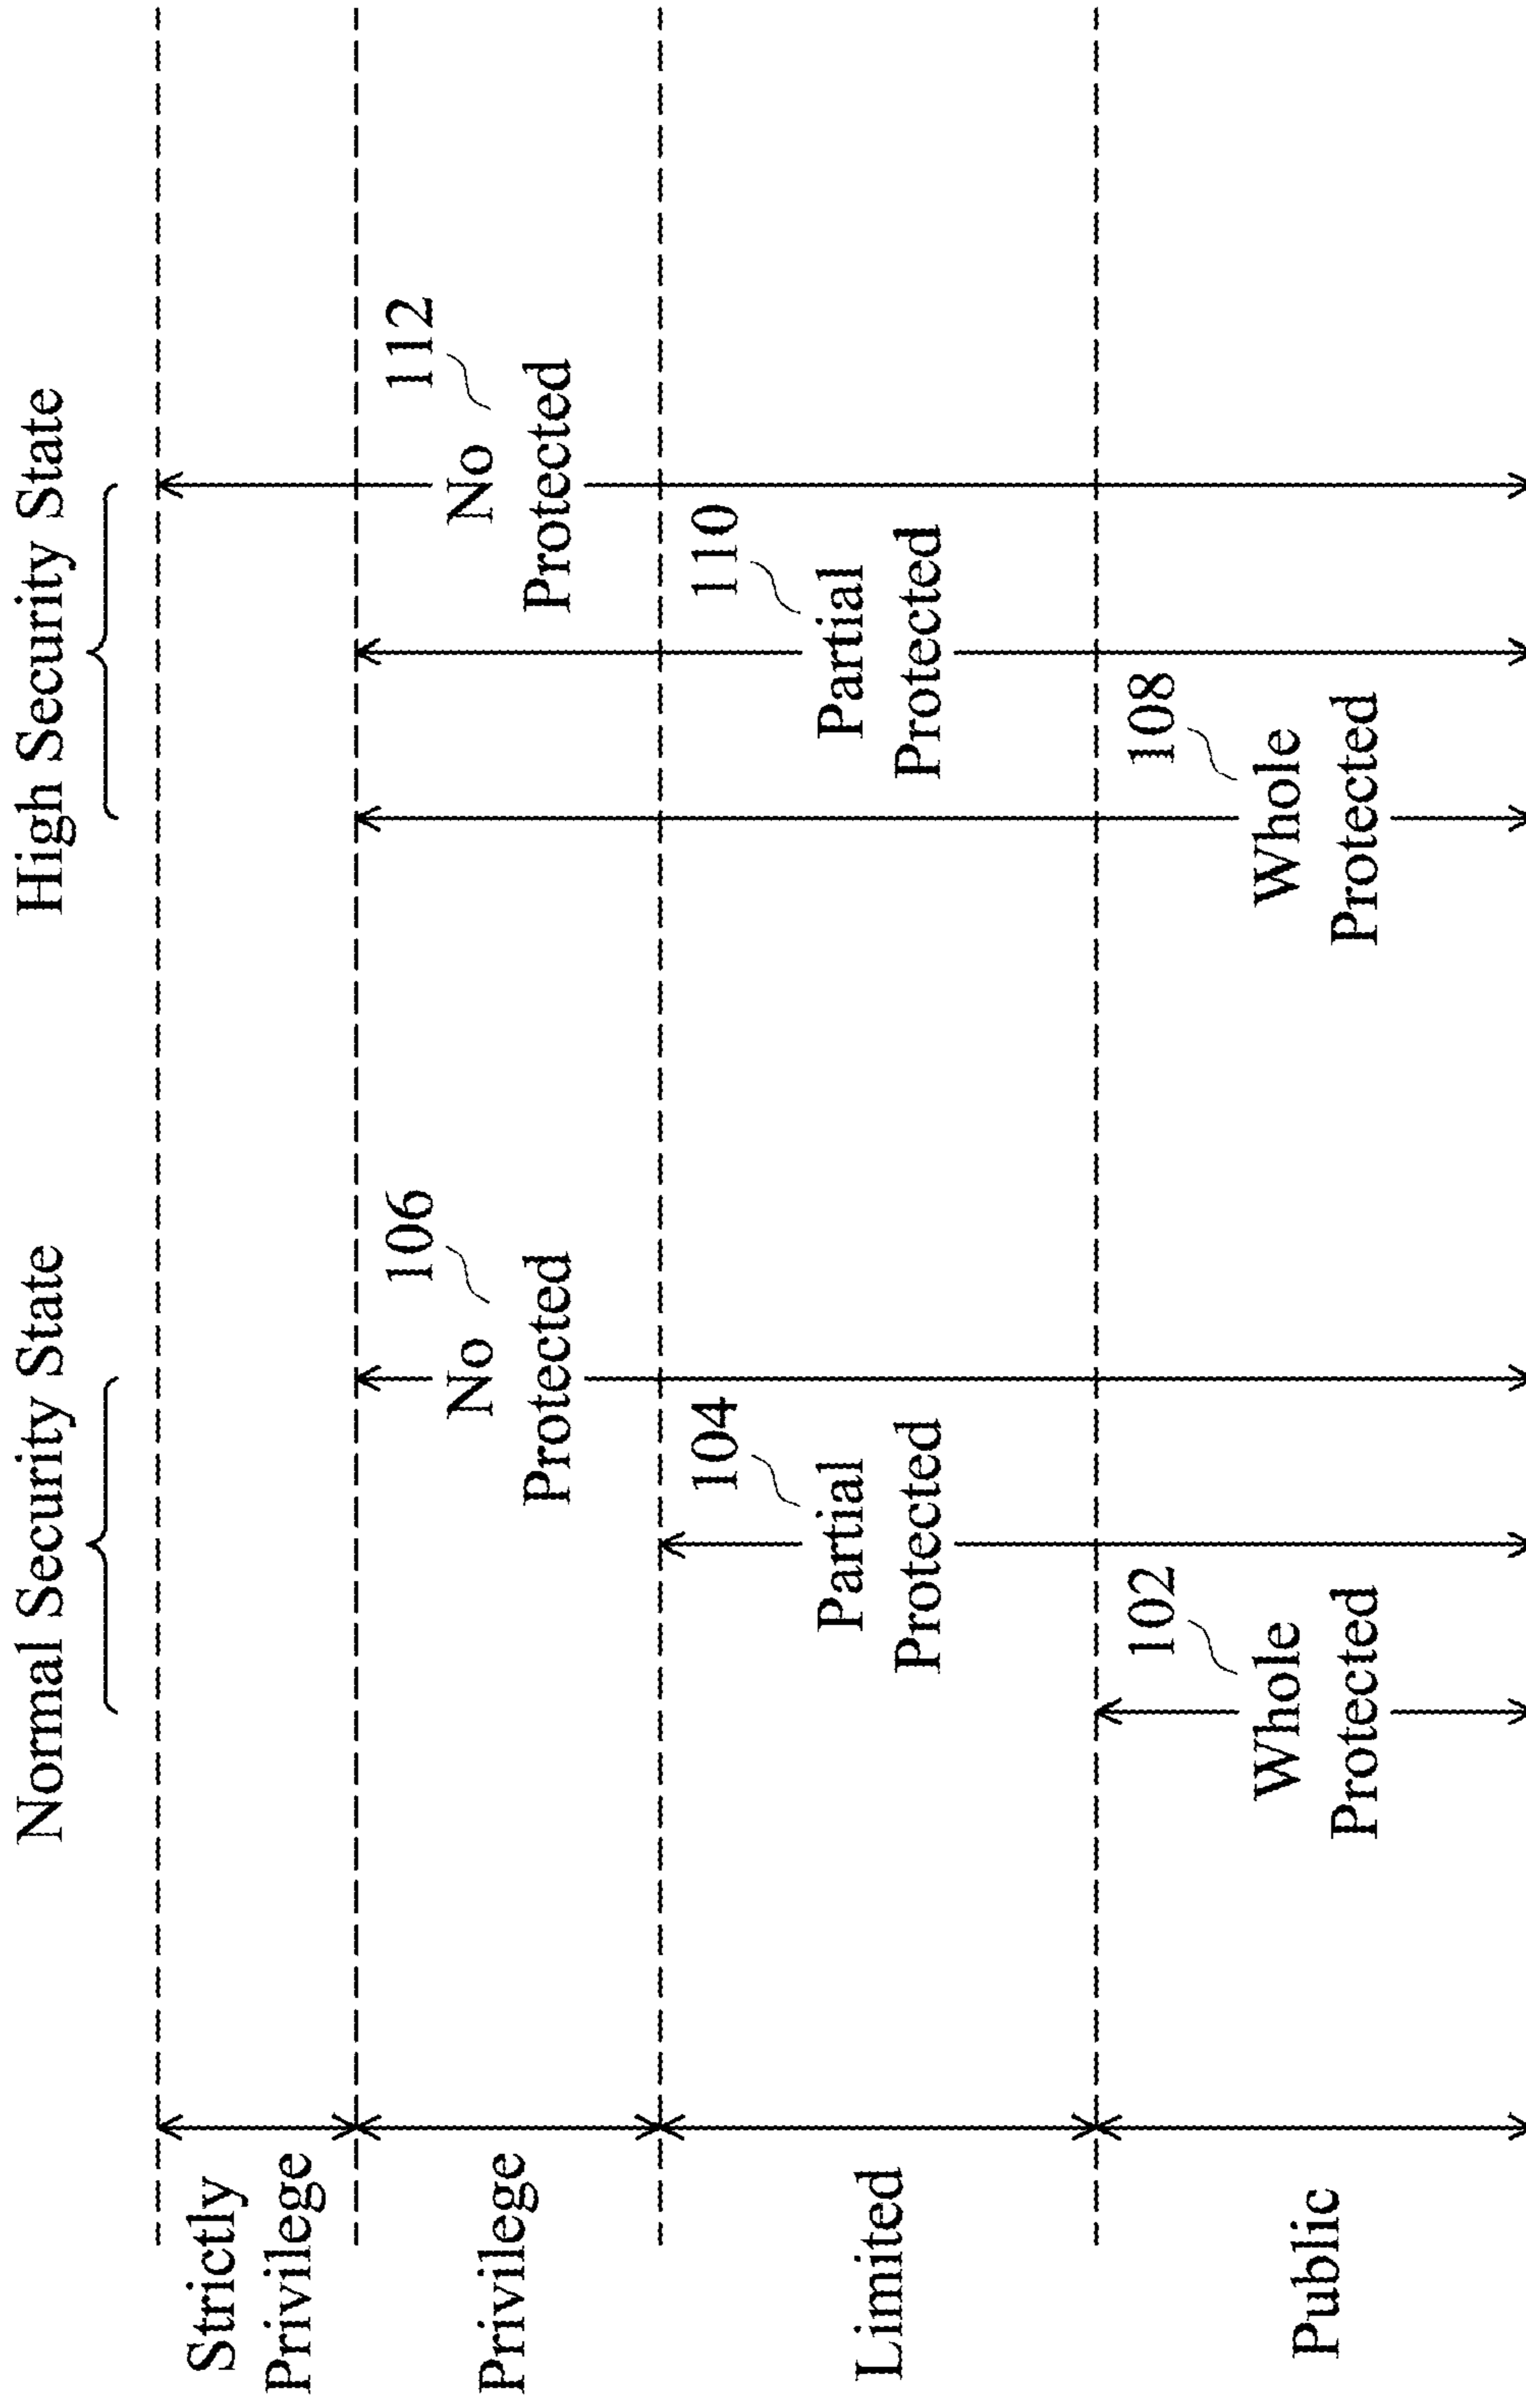 Normal Security State
High Security State
Strictly
Privilege
106
No
Protected
112
No
Protected
Privilege
104
Partial
Protected
110
Partial
Protected
Limited
102
Whole
Protected
108
Whole
Protected
Public